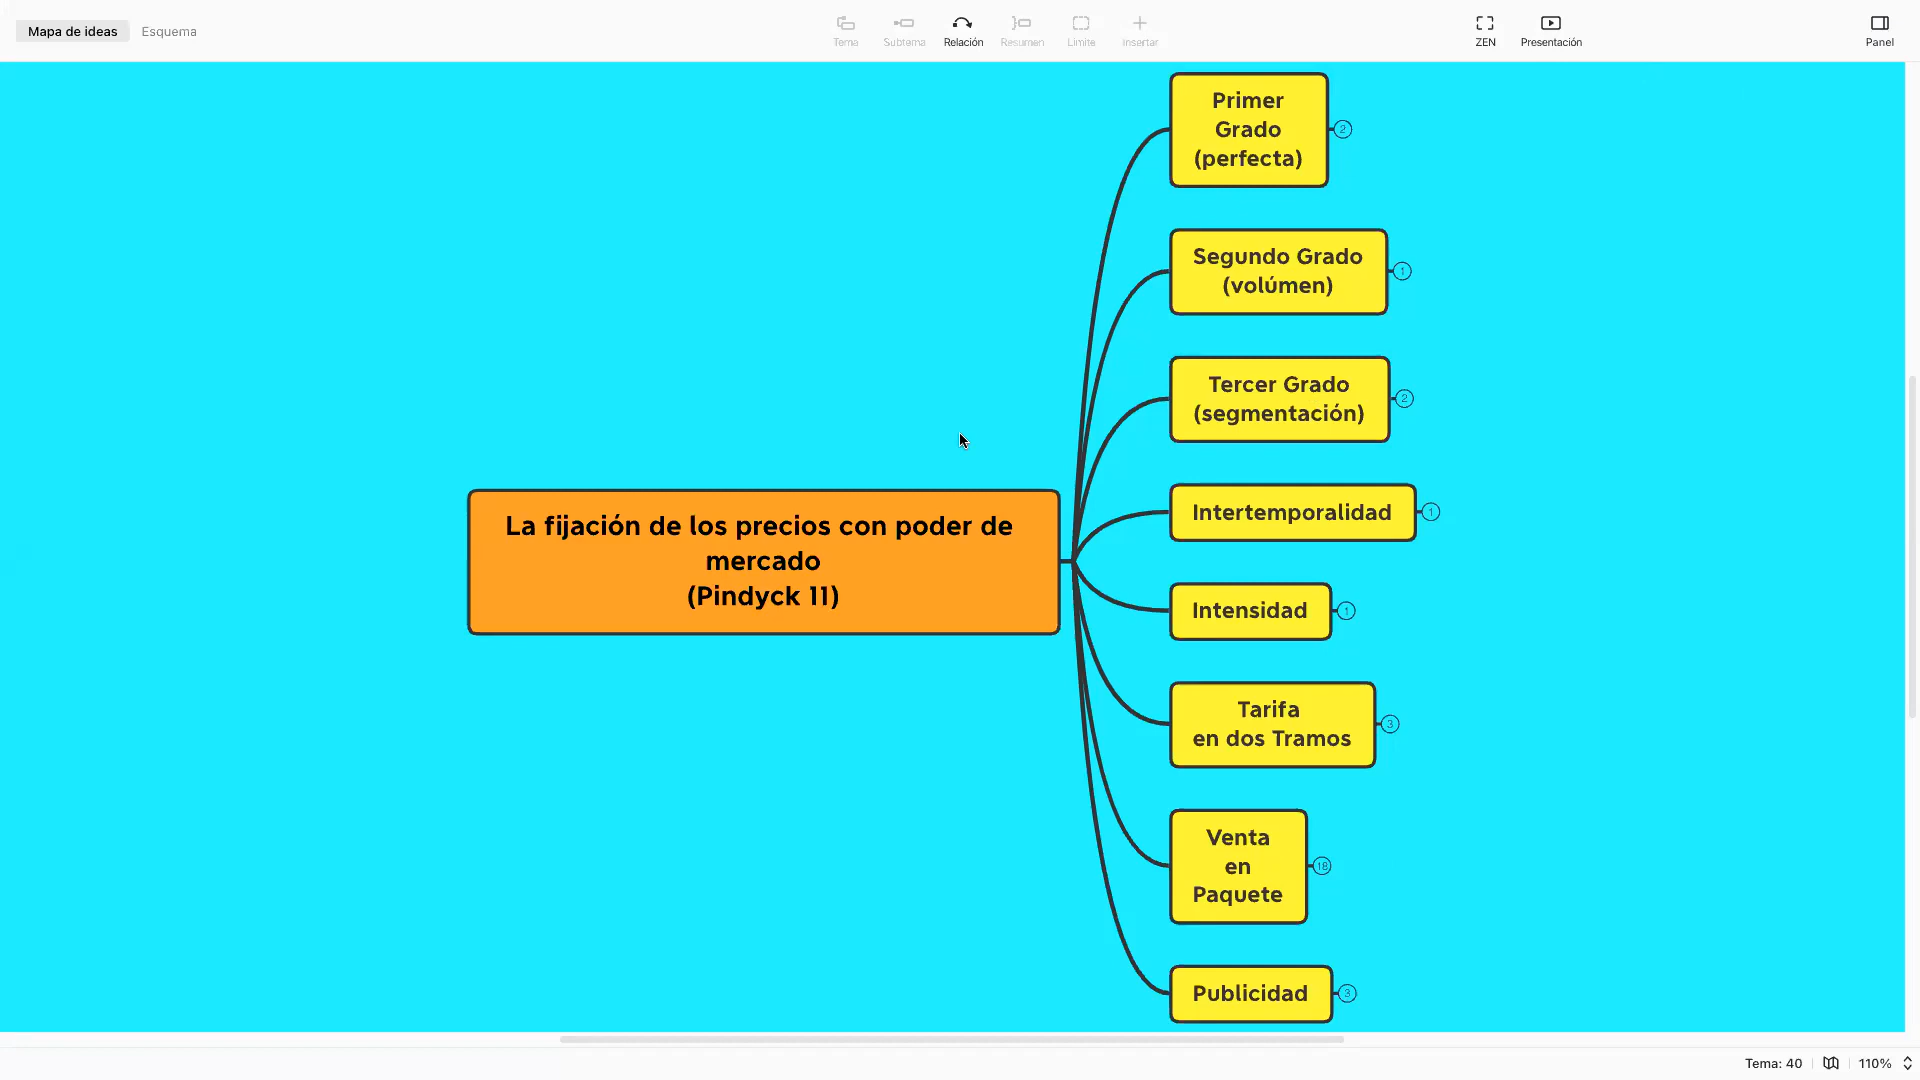 Mapa de ideas
Esquema
Tema
Subtema
Relación
Resumen
Límite
Insertar
ZEN
Presentación
Panel
Primer
Grado
(perfecta)
2
Segundo Grado
(volúmen)
1
Tercer Grado
(segmentación)
2
Intertemporalidad
1
La fijación de los precios con poder de
mercado
(Pindyck 11)
Intensidad
1
Tarifa
en dos Tramos
3
Venta
en
Paquete
18
Publicidad
3
Tema: 40
110%